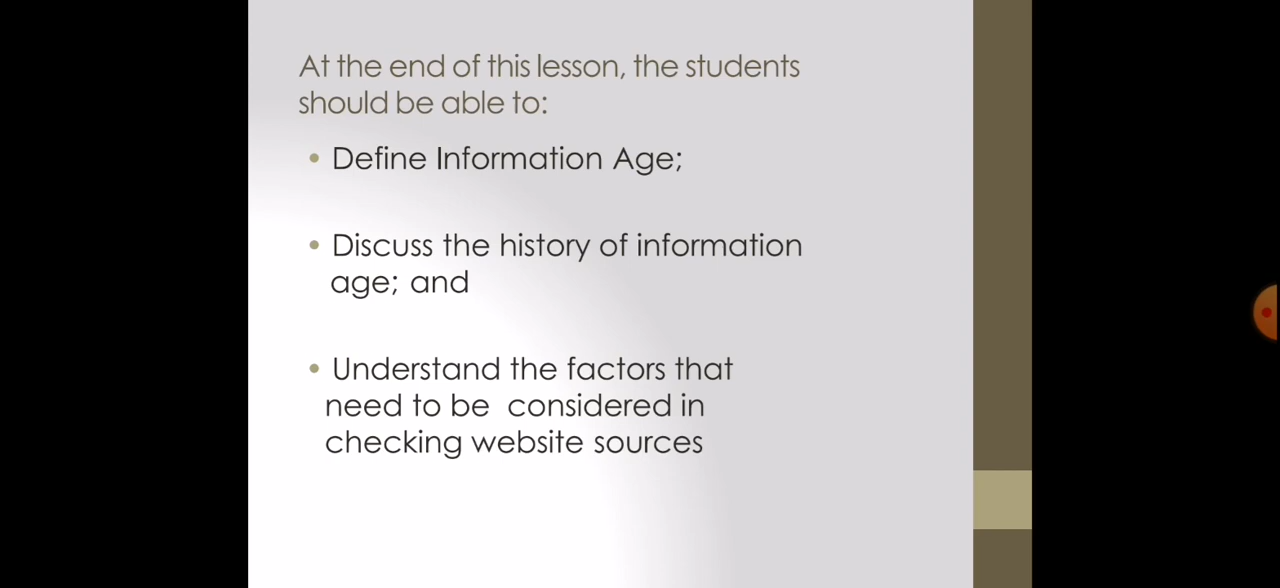 At the end of this lesson, the students
should be able to:
• Define Information Age;
• Discuss the history of information
age; and
• Understand the factors that
need to be considered in
checking website sources